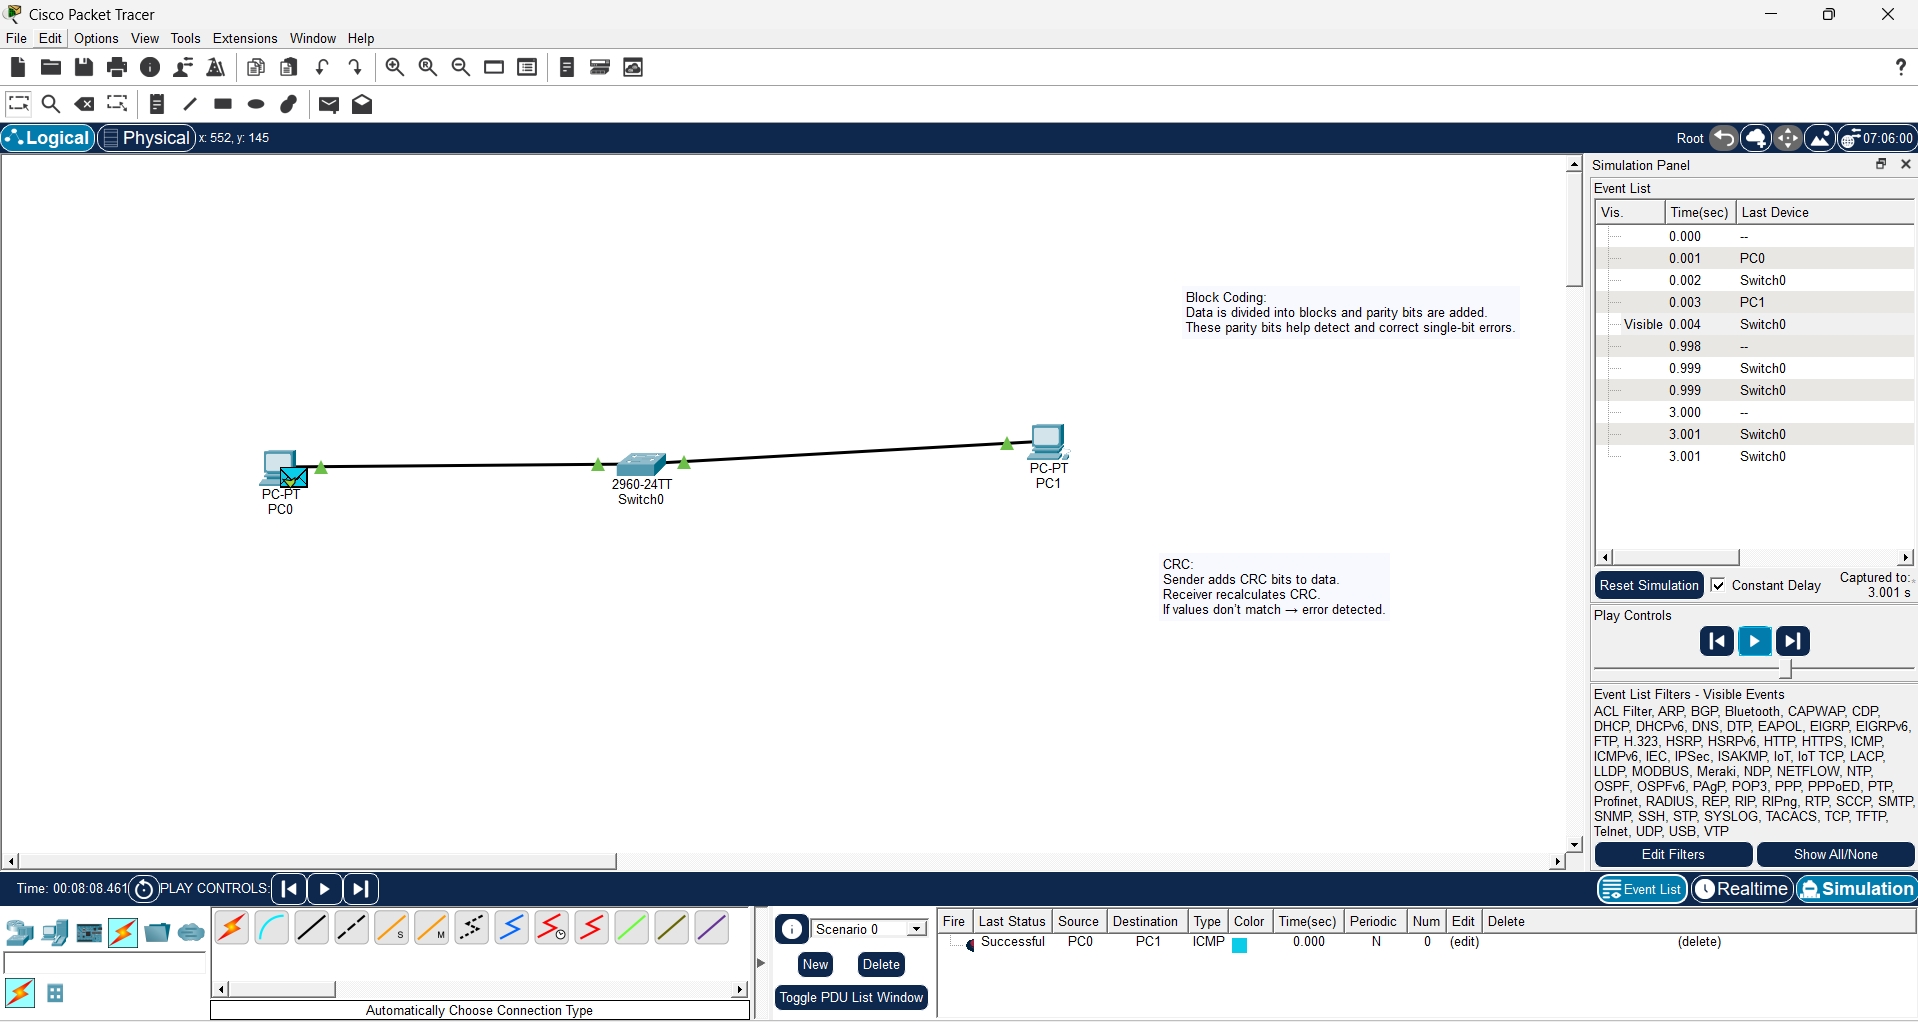 Cisco Packet Tracer
File Edit Options View Tools Extensions Window Help
?
Logical Physical x: 552, y: 145 Root 07:06:00
Simulation Panel
Event List
Vis. Time(sec) Last Device
0.000 --
0.001 PC0
0.002 Switch0
0.003 PC1
Visible 0.004 Switch0
0.998 --
0.999 Switch0
0.999 Switch0
3.000 --
3.001 Switch0
3.001 Switch0
Reset Simulation Constant Delay Captured to:
3.001 s
Play Controls
Event List Filters - Visible Events
ACL Filter, ARP, BGP, Bluetooth, CAPWAP, CDP,
DHCP, DHCPv6, DNS, DTP, EAPOL, EIGRP, EIGRPv6,
FTP, H.323, HSRP, HSRPv6, HTTP, HTTPS, ICMP,
ICMPv6, IEC, IPSec, ISAKMP, IoT, IoT TCP, LACP,
LLDP, MODBUS, Meraki, NDP, NETFLOW, NTP,
OSPF, OSPFv6, PAgP, POP3, PPP, PPPoED, PTP,
Profinet, RADIUS, REP, RIP, RIPng, RTP, SCCP, SMTP,
SNMP, SSH, STP, SYSLOG, TACACS, TCP, TFTP,
Telnet, UDP, USB, VTP
Edit Filters Show All/None
Block Coding:
Data is divided into blocks and parity bits are added.
These parity bits help detect and correct single-bit errors.
PC-PT
PC0
2960-24TT
Switch0
PC-PT
PC1
CRC:
Sender adds CRC bits to data.
Receiver recalculates CRC.
If values don't match → error detected.
Time: 00:08:08.461 PLAY CONTROLS: Event List Realtime Simulation
S M
Automatically Choose Connection Type
Scenario 0
New Delete
Toggle PDU List Window
Fire Last Status Source Destination Type Color Time(sec) Periodic Num Edit Delete
Successful PC0 PC1 ICMP 0.000 N 0 (edit) (delete)